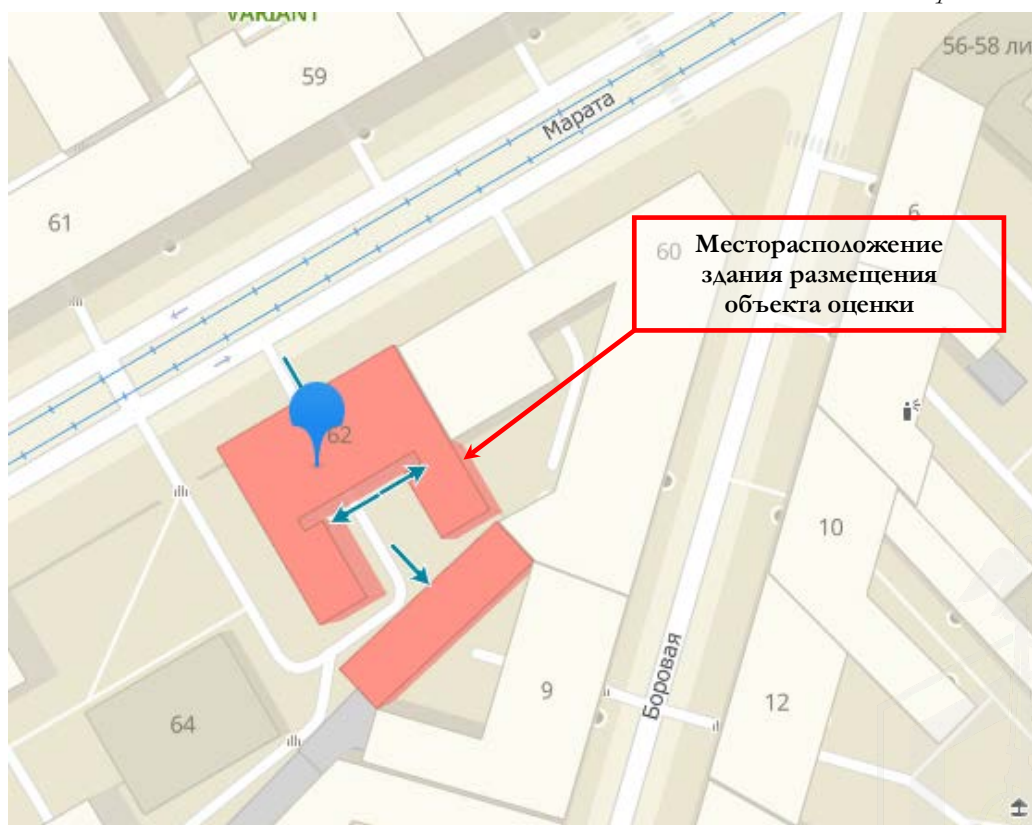 VARIANT
56-58 ли
59
Марата
61
6
60
Месторасположение
здания размещения
объекта оценки
62
10
9
Боровая
12
64